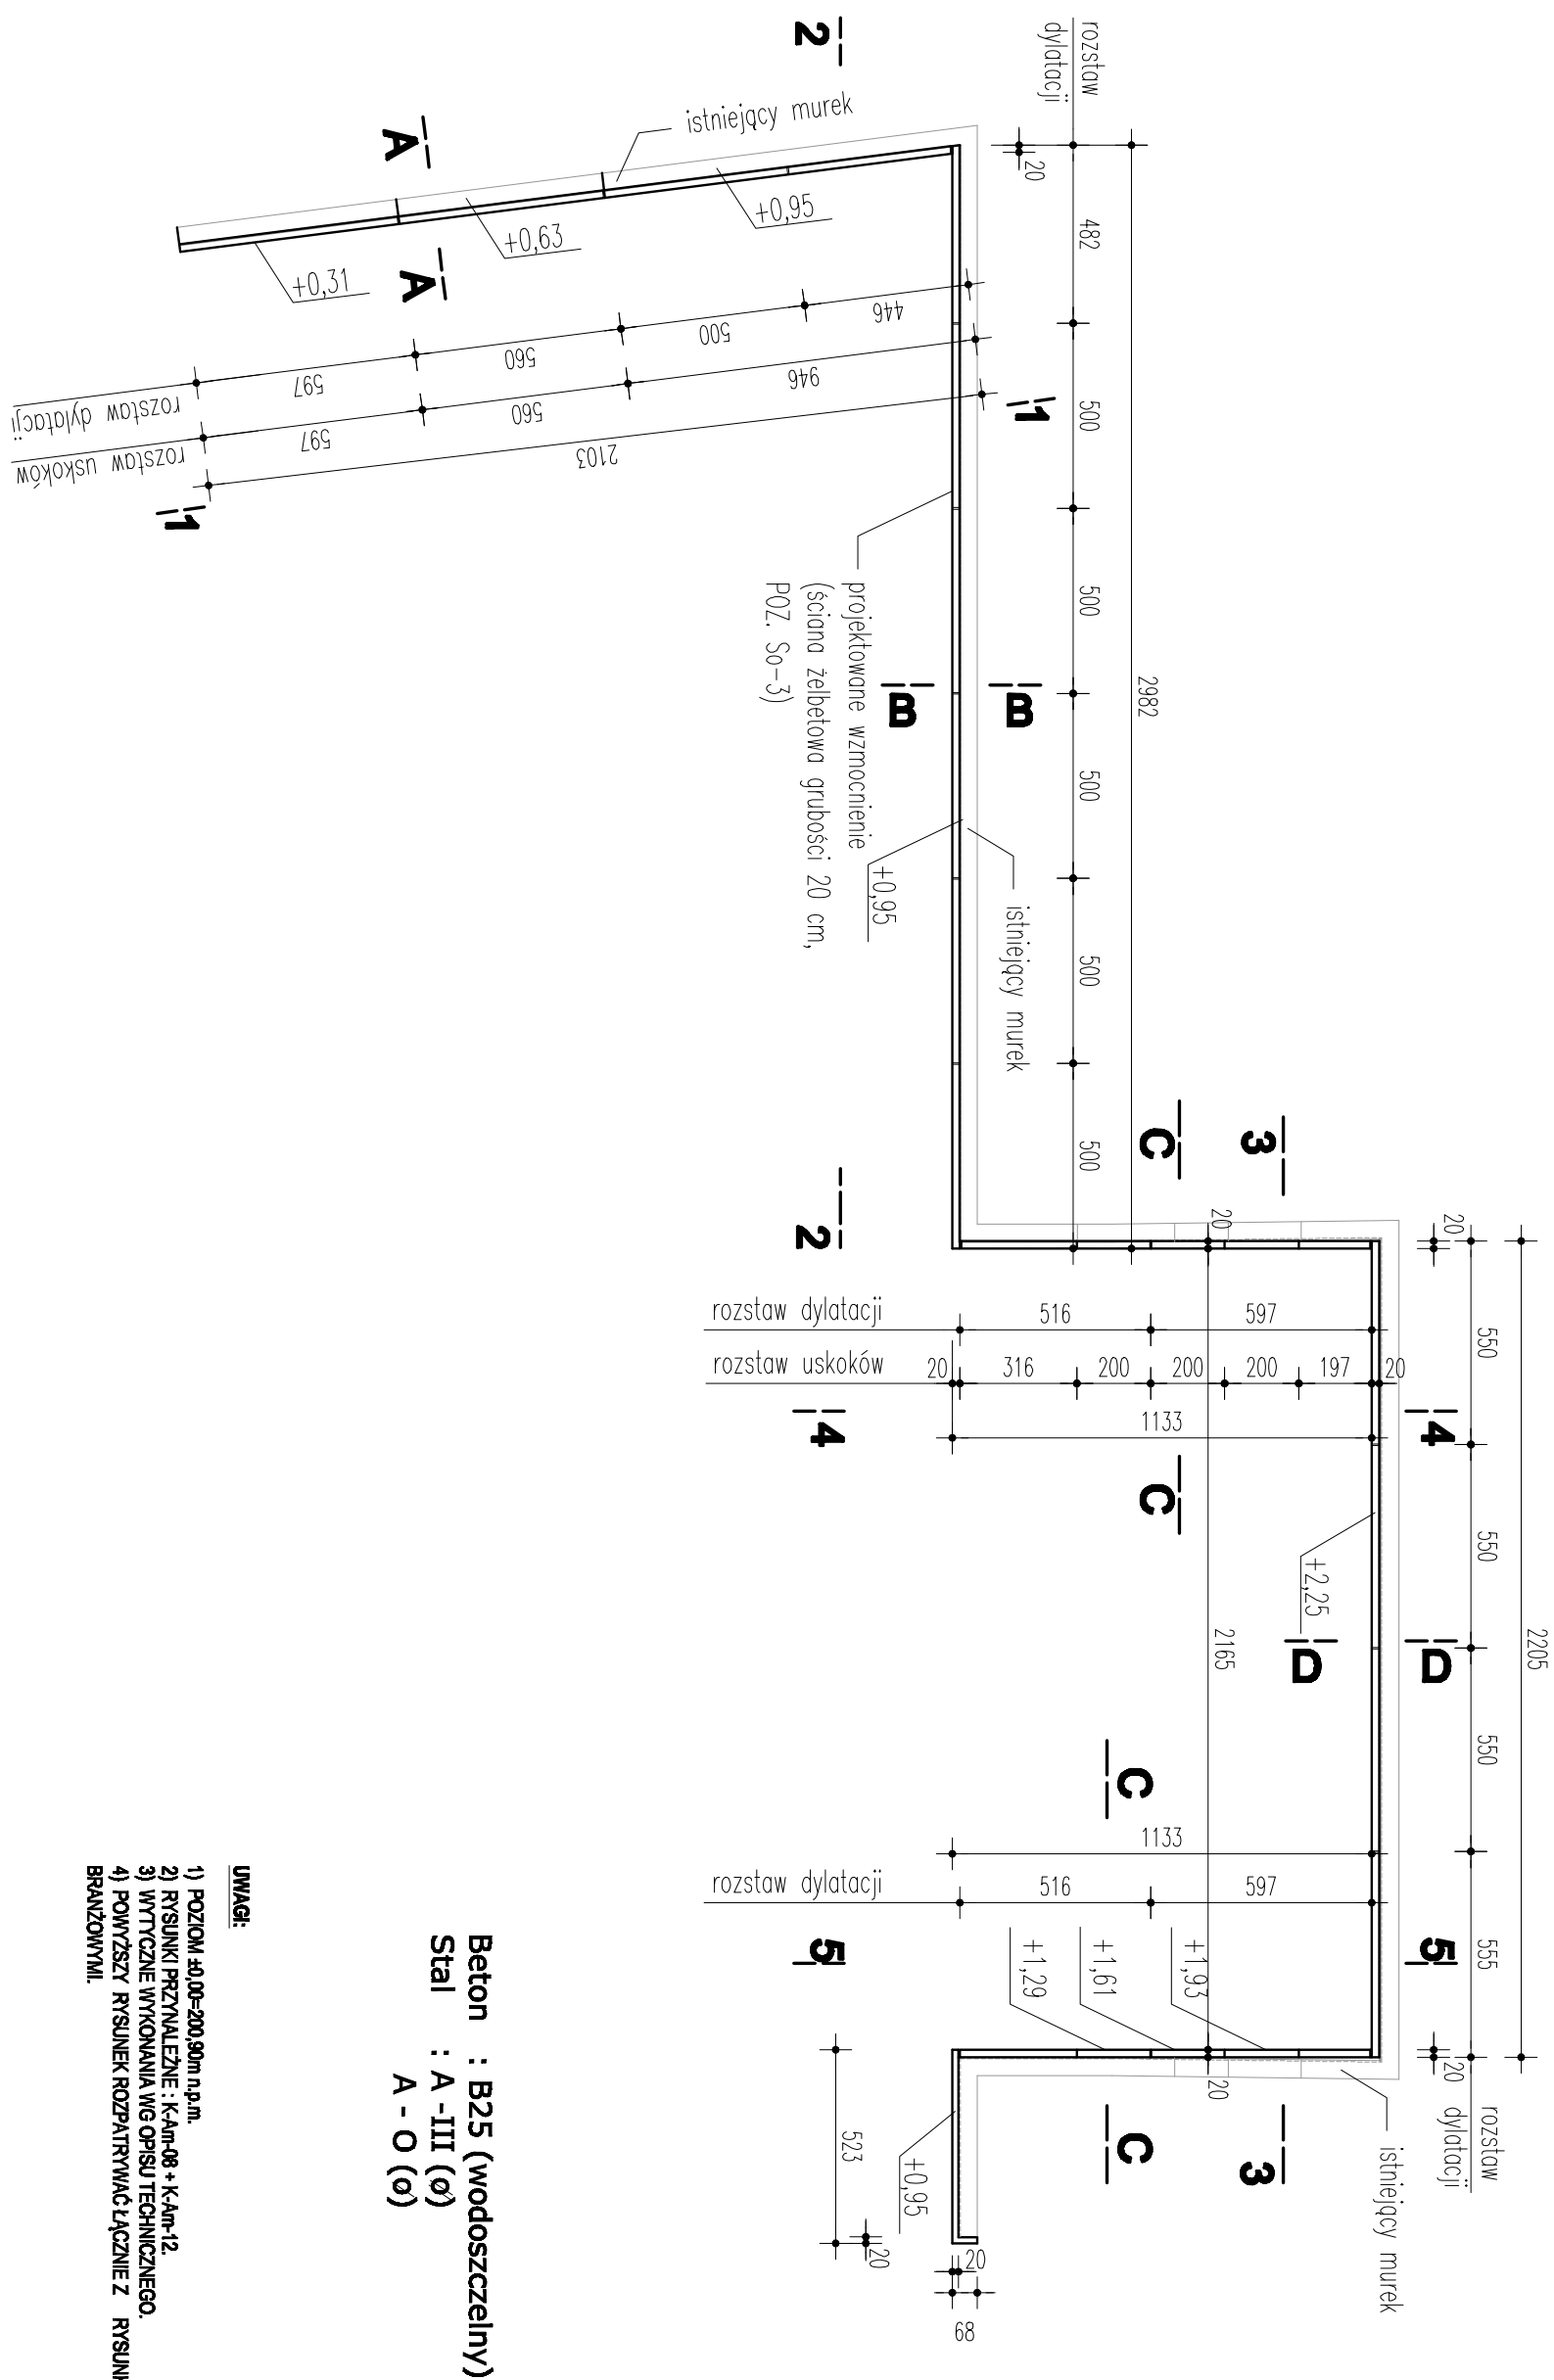 rozstaw
dylatacji
2982
20
482
500
500
500
500
500
500
2
2
istniejący murek
A
A
+0,95
+0,63
+0,31
446
500
560
597
rozstaw dylatacji
946
560
597
rozstaw uskoków
2103
1
1
projektowane wzmocnienie
(ściana żelbetowa grubości 20 cm,
POZ. So-3)
B
B
+0,95
istniejący murek
C
3
20
20
2205
550
550
550
555
20
rozstaw
dylatacji
rozstaw dylatacji
516
597
rozstaw uskoków
20
316
200
200
200
197
20
1133
4
4
C
+2,25
D
D
2165
20
C
1133
rozstaw dylatacji
516
597
5
5
+1,29
+1,61
+1,93
C
3
istniejący murek
523
+0,95
20
20
68
Beton : B25 (wodoszczelny)
Stal : A -III (ø)
A - O (ø)
UWAGI:
1) POZIOM ±0,00=200,90m n.p.m.
2) RYSUNKI PRZYNALEŻNE : K-Am-08 + K-Am-12.
3) WYTYCZNE WYKONANIA WG OPISU TECHNICZNEGO.
4) POWYŻSZY RYSUNEK ROZPATRYWAĆ ŁĄCZNIE Z
BRANŻOWYMI.